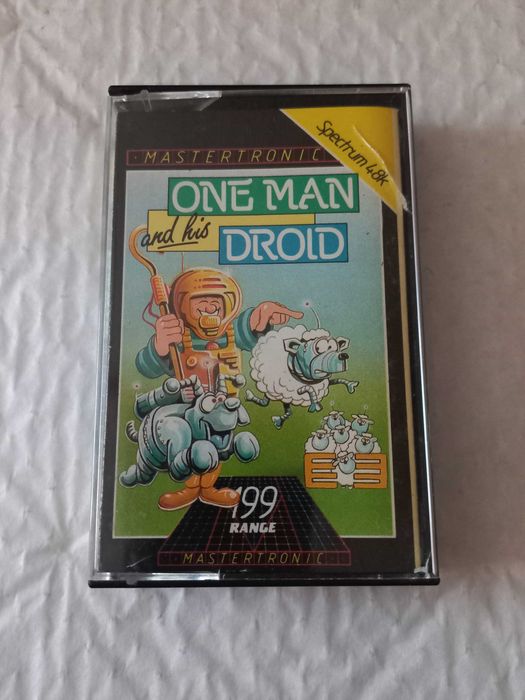 MASTERTRONIC
Spectrum 48k
ONE MAN
and his
DROID
199
RANGE
MASTERTRONIC